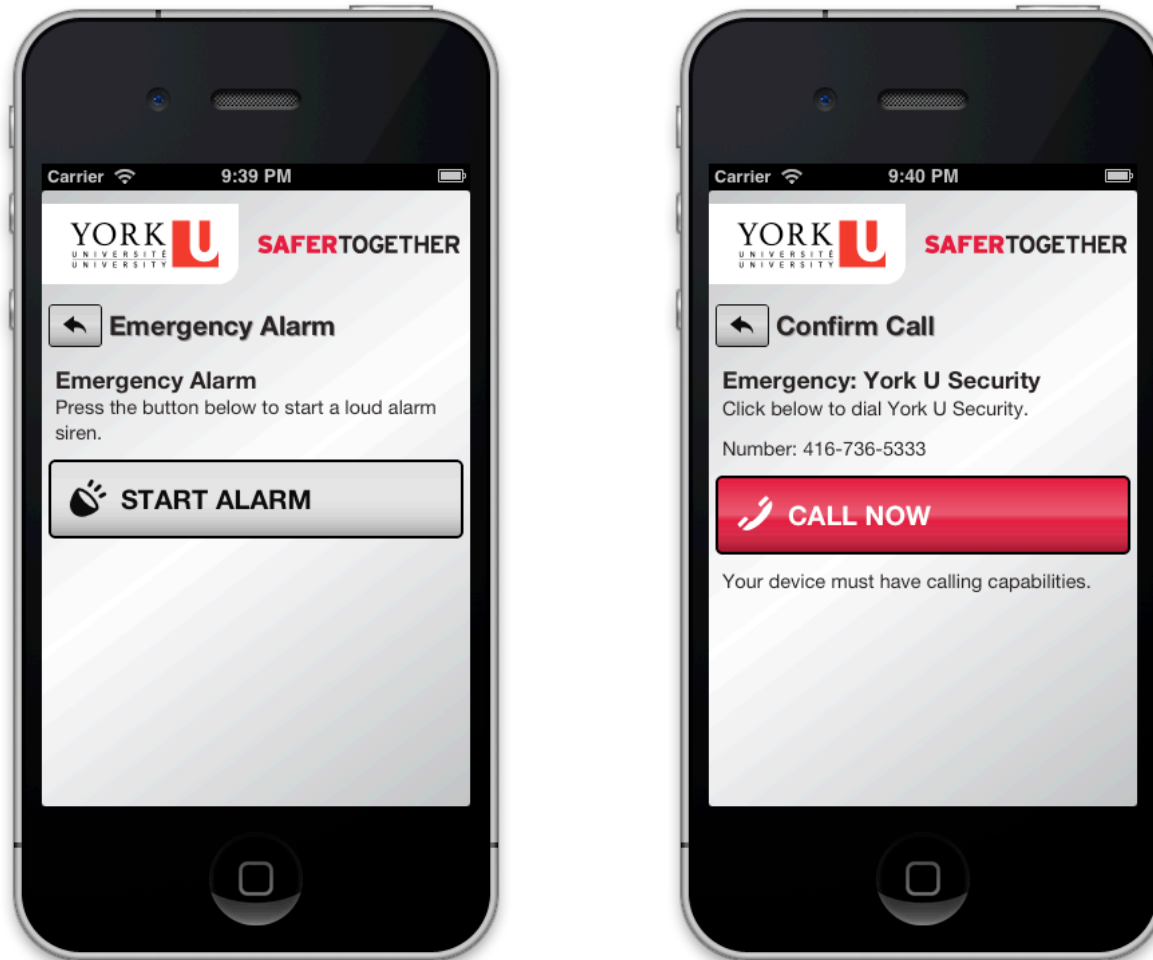 Carrier 9:39 PM
YORK U
UNIVERSITÉ
UNIVERSITY
SAFERTOGETHER
Emergency Alarm
Emergency Alarm
Press the button below to start a loud alarm
siren.
START ALARM
Carrier 9:40 PM
YORK U
UNIVERSITÉ
UNIVERSITY
SAFERTOGETHER
Confirm Call
Emergency: York U Security
Click below to dial York U Security.
Number: 416-736-5333
CALL NOW
Your device must have calling capabilities.